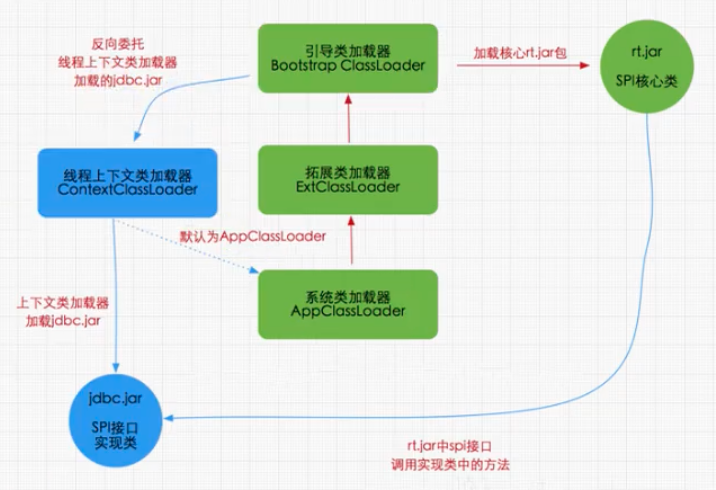 反向委托
线程上下文类加载器
加载的jdbc.jar
引导类加载器
Bootstrap ClassLoader
加载核心rt.jar包
rt.jar
SPI核心类
线程上下文类加载器
ContextClassLoader
拓展类加载器
ExtClassLoader
默认为AppClassLoader
系统类加载器
AppClassLoader
上下文类加载器
加载jdbc.jar
jdbc.jar
SPI接口
实现类
rt.jar中spi接口
调用实现类中的方法